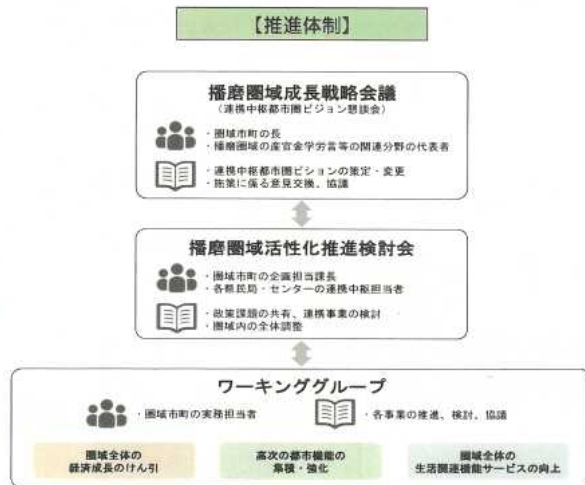 【推進体制】
播磨圏域成長戦略会議
(連携中枢都市圏ビジョン懇談会)
・圏域市町の長
・播磨圏域の産官金学労言等の関連分野の代表者
・連携中枢都市圏ビジョンの策定・変更
・施策に係る意見交換、協議
播磨圏域活性化推進検討会
・圏域市町の企画担当課長
・各県民局・センターの連携中枢担当者
・政策課題の共有、連携事業の検討
・圏域内の全体調整
ワーキンググループ
・圏域市町の実務担当者
・各事業の推進、検討、協議
圏域全体の
経済成長のけん引
高次の都市機能の
集積・強化
圏域全体の
生活関連機能サービスの向上